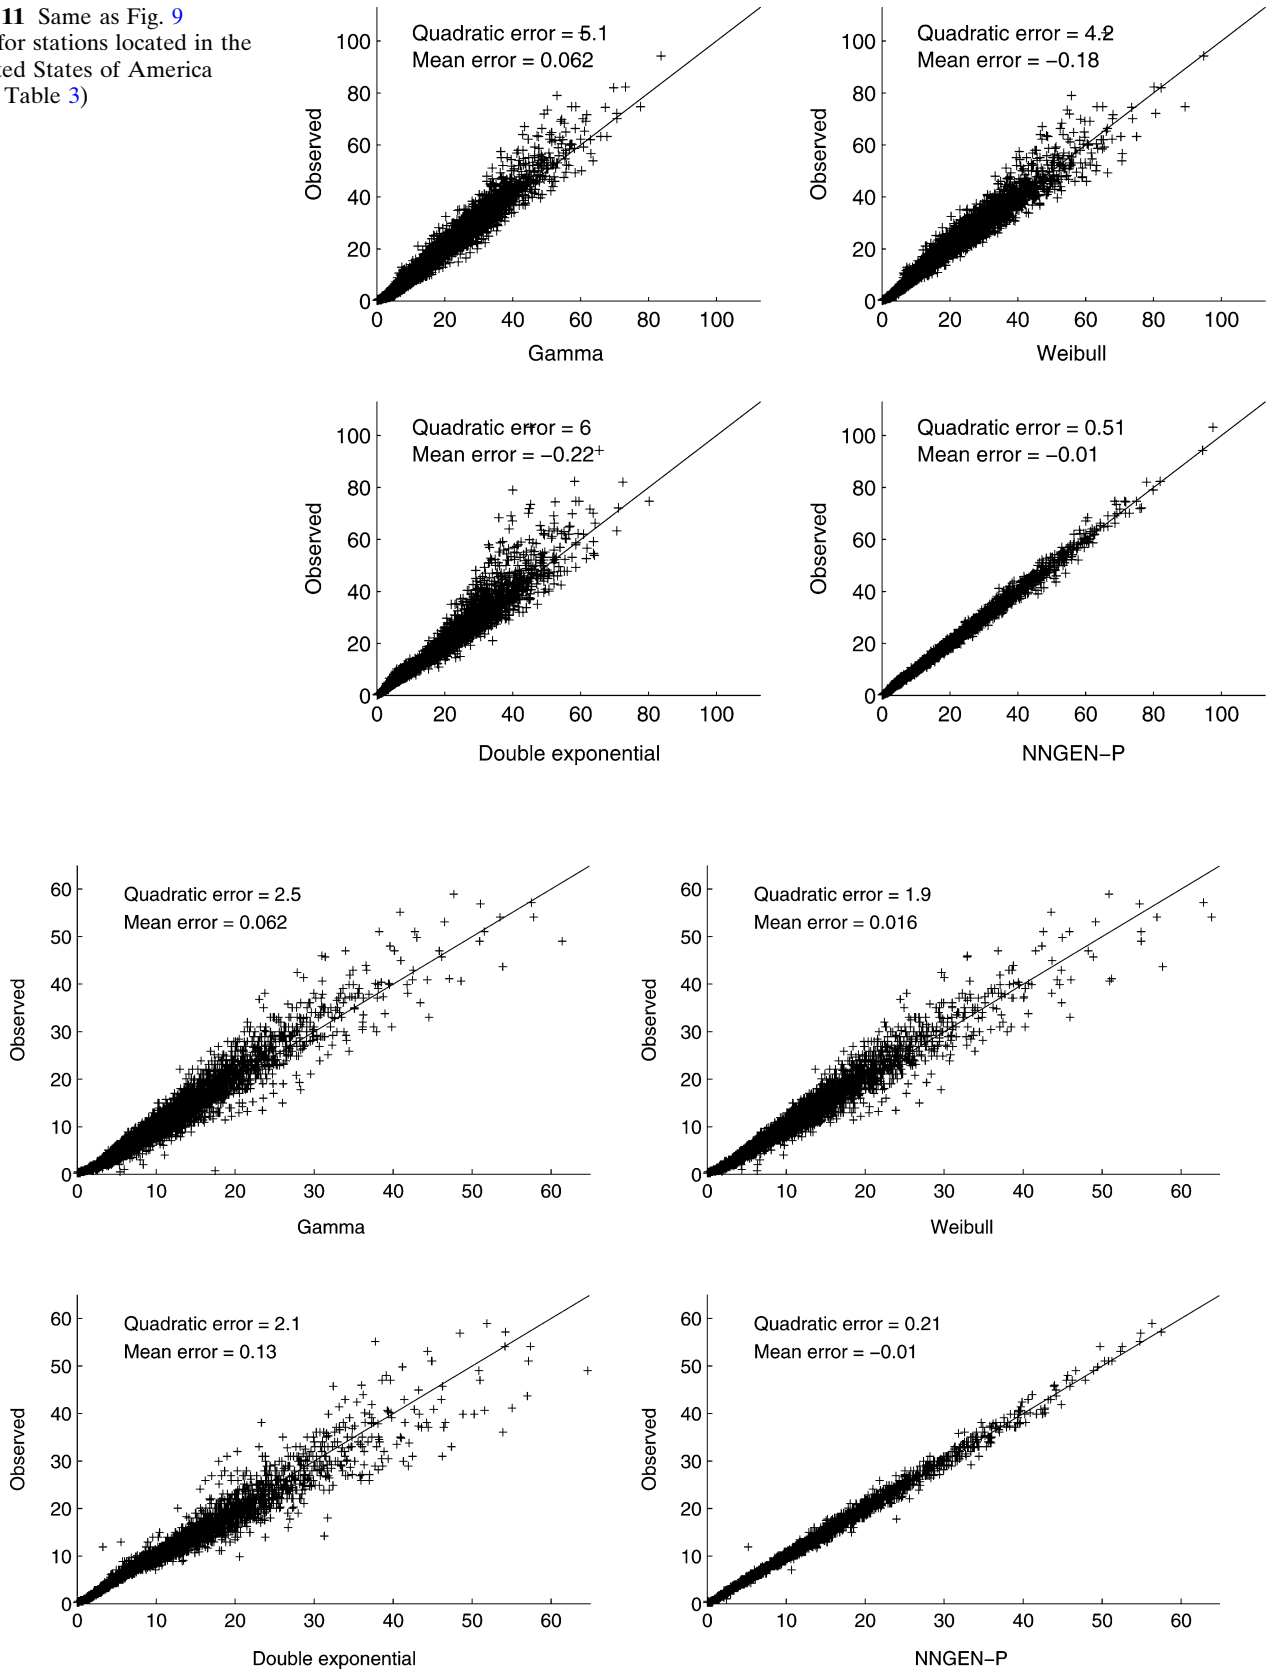 11 Same as Fig. 9
for stations located in the
ted States of America
Table 3)
Quadratic error = 5.1
Mean error = 0.062
100
80
60
40
20
0
Observed
0 20 40 60 80 100
Gamma
Quadratic error = 4.2
Mean error = −0.18
100
80
60
40
20
0
Observed
0 20 40 60 80 100
Weibull
Quadratic error = 6
Mean error = −0.22
100
80
60
40
20
0
Observed
0 20 40 60 80 100
Double exponential
Quadratic error = 0.51
Mean error = −0.01
100
80
60
40
20
0
Observed
0 20 40 60 80 100
NNGEN−P
Quadratic error = 2.5
Mean error = 0.062
60
50
40
30
20
10
0
Observed
0 10 20 30 40 50 60
Gamma
Quadratic error = 1.9
Mean error = 0.016
60
50
40
30
20
10
0
Observed
0 10 20 30 40 50 60
Weibull
Quadratic error = 2.1
Mean error = 0.13
60
50
40
30
20
10
0
Observed
0 10 20 30 40 50 60
Double exponential
Quadratic error = 0.21
Mean error = −0.01
60
50
40
30
20
10
0
Observed
0 10 20 30 40 50 60
NNGEN−P